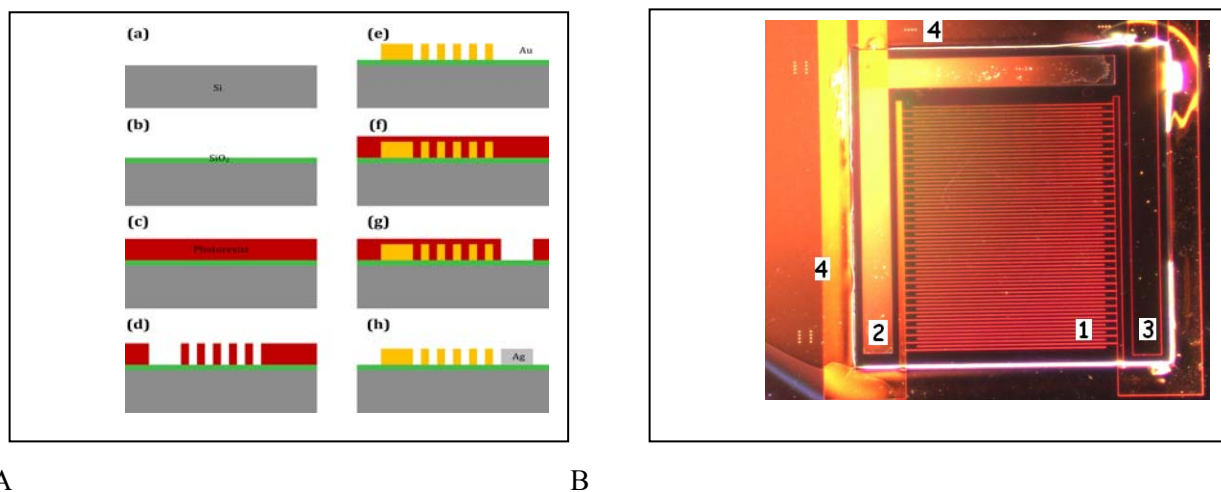 (a)
Si
(b)
SiO₂
(c)
Photoresist
(d)
(e)
Au
(f)
(g)
(h)
Ag
4
4
2
1
3
A
B